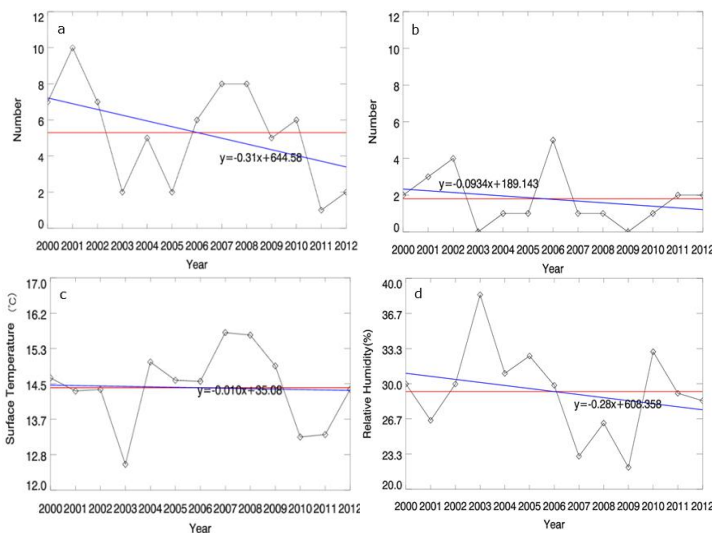 a
12
10
8
6
4
2
0
Number
y=-0.31x+644.58
2000 2001 2002 2003 2004 2005 2006 2007 2008 2009 2010 2011 2012
Year
b
12
10
8
6
4
2
0
Number
y=-0.0934x+189.143
2000 2001 2002 2003 2004 2005 2006 2007 2008 2009 2010 2011 2012
Year
c
17.0
16.2
15.3
14.5
13.7
12.8
12.0
Surface Temperature (℃)
y=-0.010x+35.08
2000 2001 2002 2003 2004 2005 2006 2007 2008 2009 2010 2011 2012
Year
d
40.0
36.7
33.3
30.0
26.7
23.3
20.0
Relative Humidity(%)
y=-0.28x+608.358
2000 2001 2002 2003 2004 2005 2006 2007 2008 2009 2010 2011 2012
Year